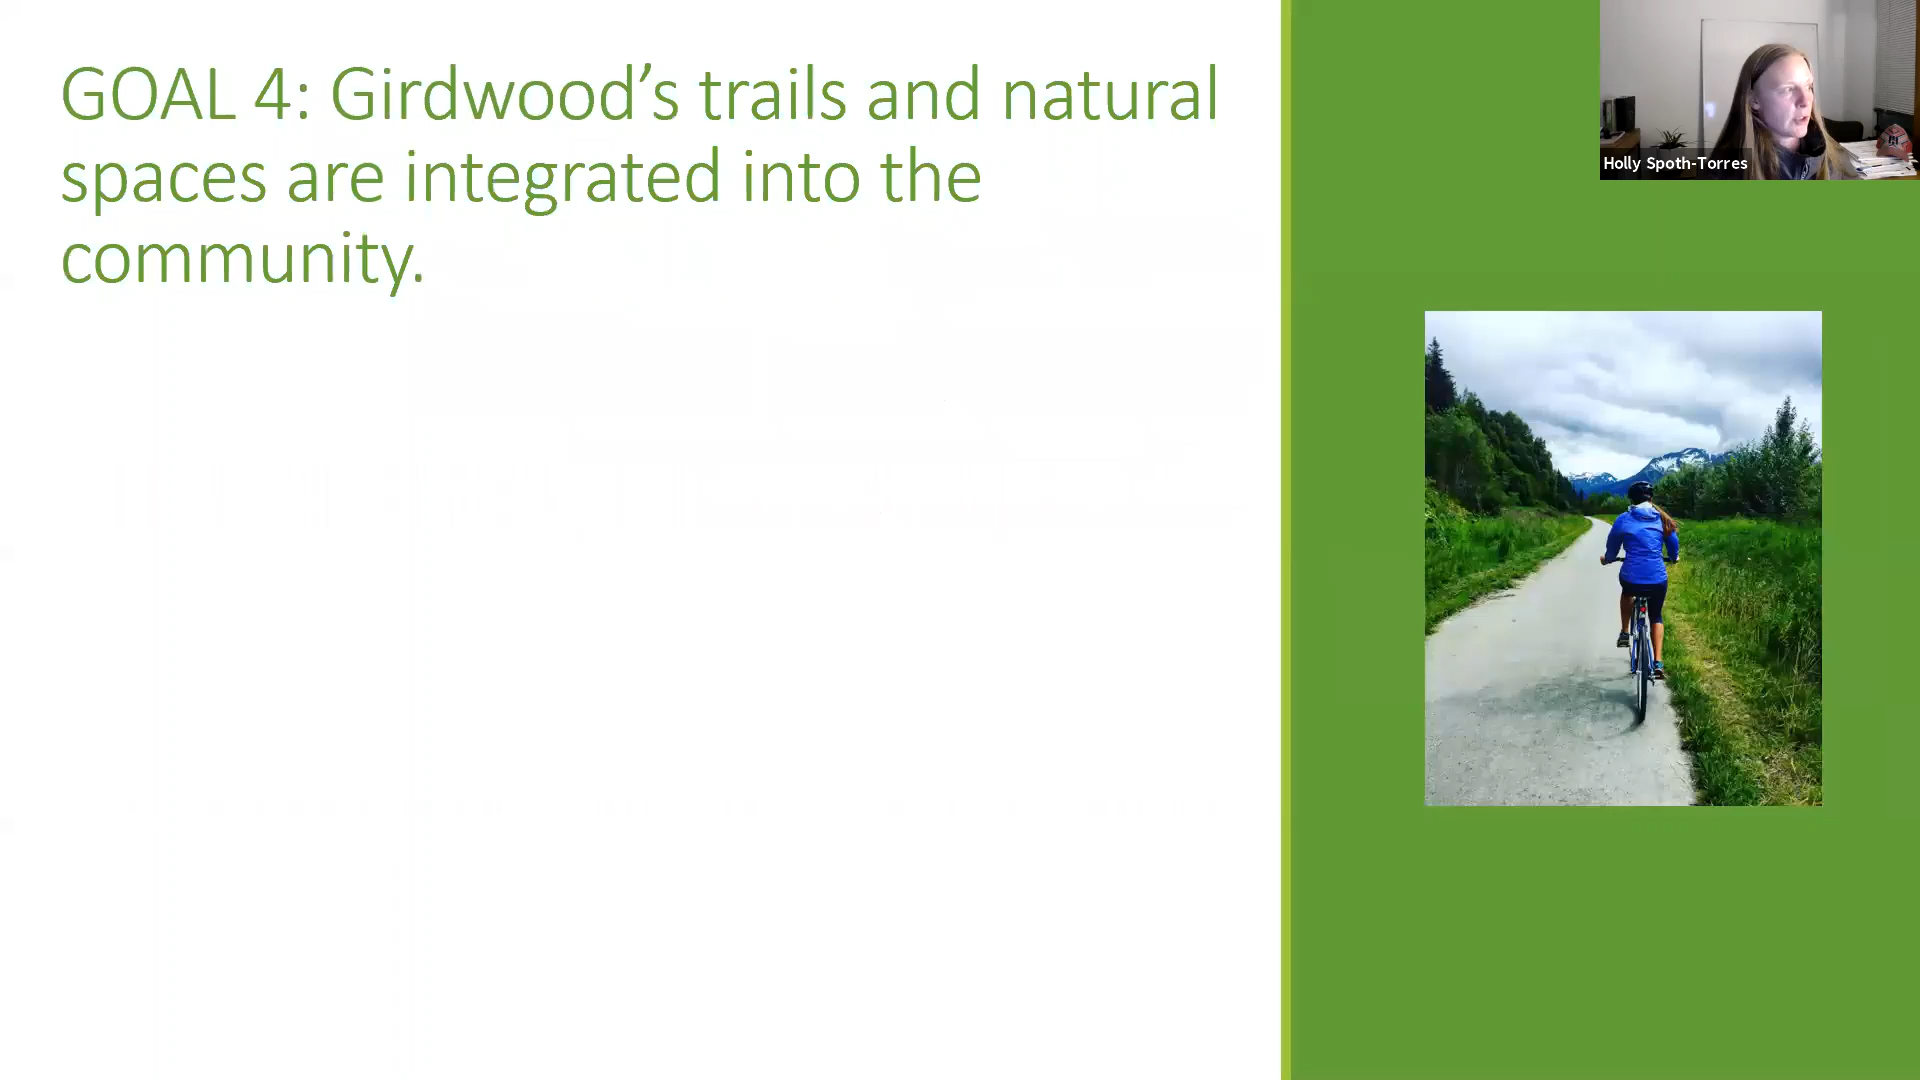 GOAL 4: Girdwood’s trails and natural
spaces are integrated into the
community.
Holly Spoth-Torres